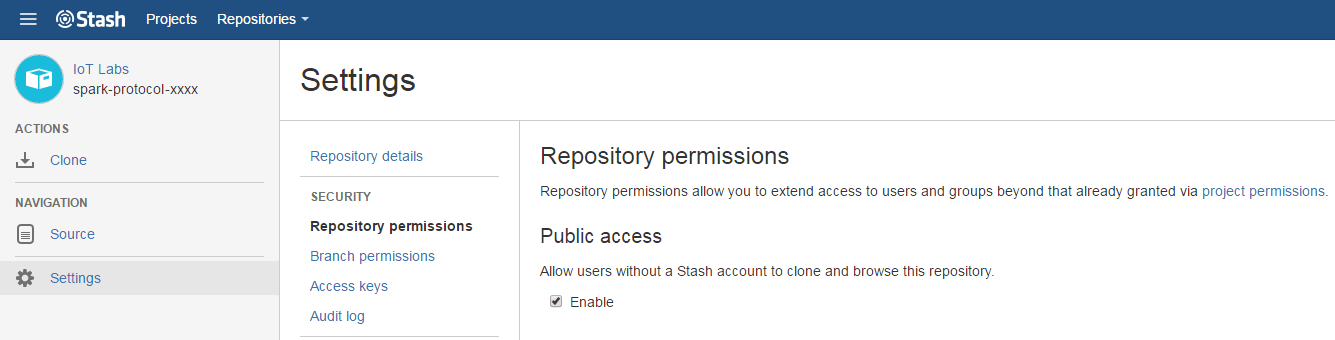 Stash Projects Repositories
IoT Labs
spark-protocol-xxxx
ACTIONS
Clone
NAVIGATION
Source
Settings
Settings
Repository details
SECURITY
Repository permissions
Branch permissions
Access keys
Audit log
Repository permissions
Repository permissions allow you to extend access to users and groups beyond that already granted via project permissions.
Public access
Allow users without a Stash account to clone and browse this repository.
Enable